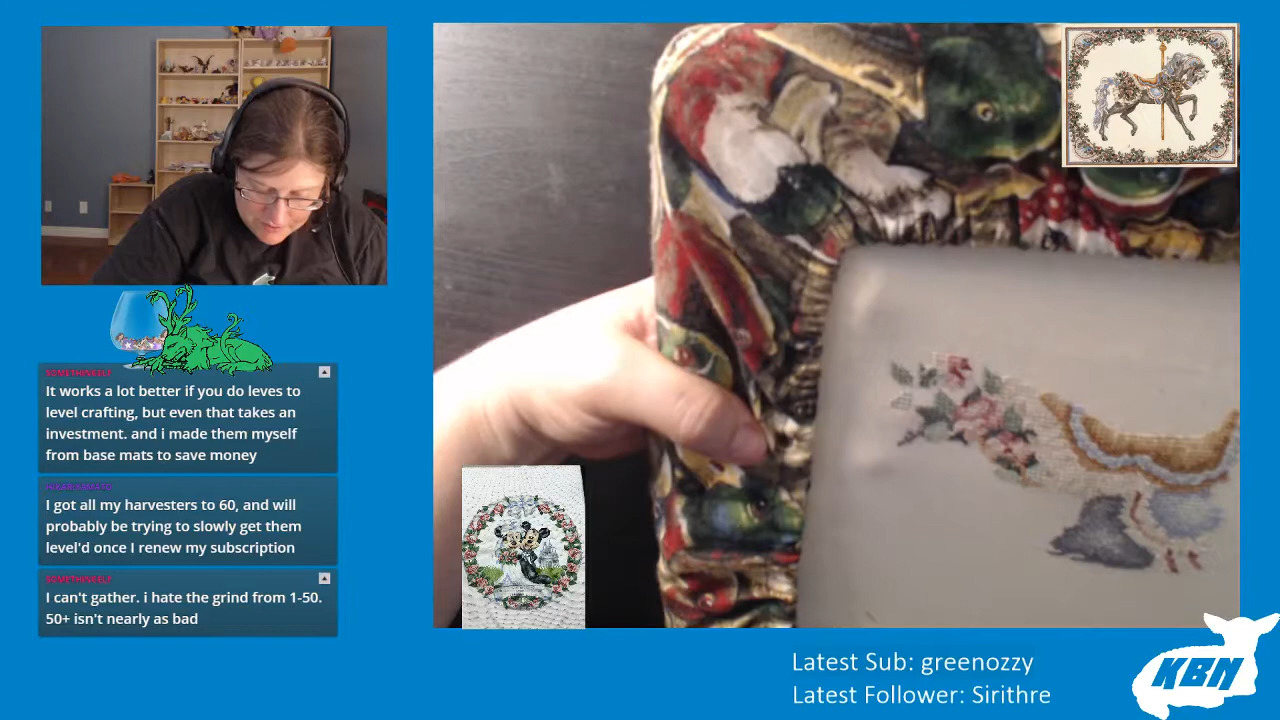 SOMETHINGELF
It works a lot better if you do leves to
level crafting, but even that takes an
investment. and i made them myself
from base mats to save money
I got all my harvesters to 60, and will
probably be trying to slowly get them
level'd once I renew my subscription
SOMETHINGELF
I can't gather. i hate the grind from 1-50.
50+ isn't nearly as bad
Latest Sub: greenozzy
Latest Follower: Sirithre
KBN